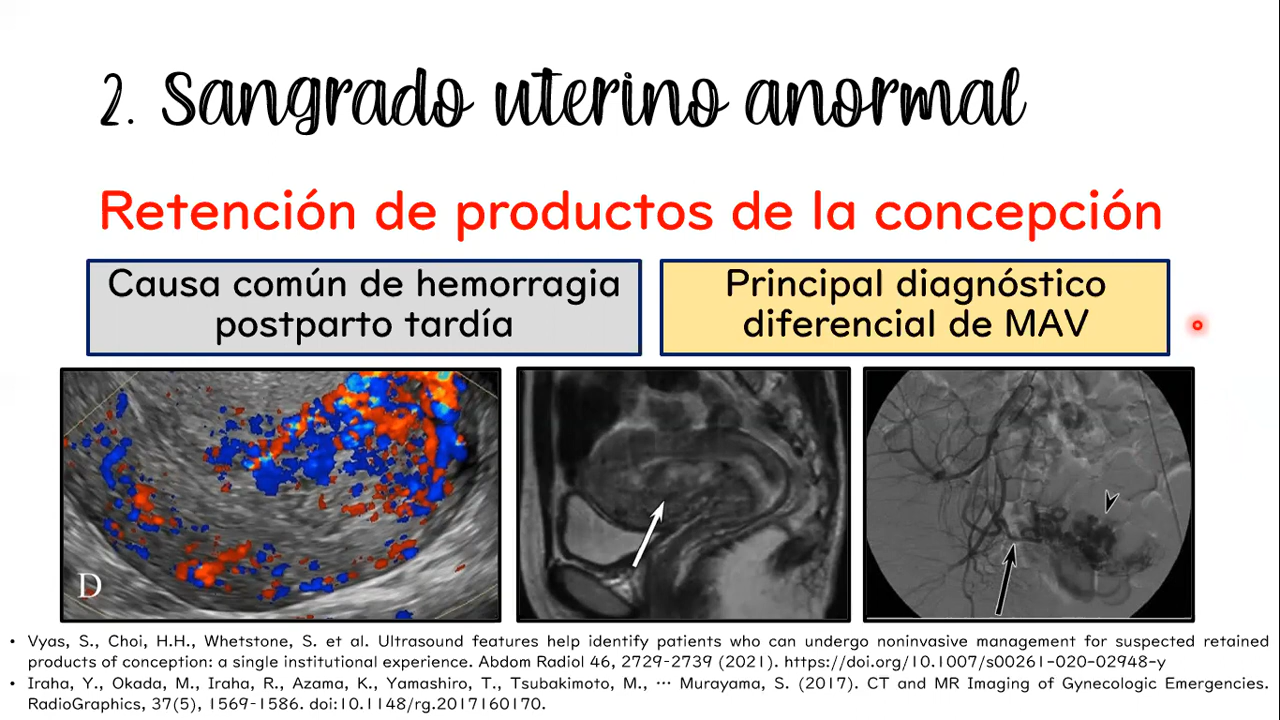 2. Sangrado uterino anormal
Retención de productos de la concepción
Causa común de hemorragia
postparto tardía
Principal diagnóstico
diferencial de MAV
D
• Vyas, S., Choi, H.H., Whetstone, S. et al. Ultrasound features help identify patients who can undergo noninvasive management for suspected retained
products of conception: a single institutional experience. Abdom Radiol 46, 2729-2739 (2021). https://doi.org/10.1007/s00261-020-02948-y
• Iraha, Y., Okada, M., Iraha, R., Azama, K., Yamashiro, T., Tsubakimoto, M., ... Murayama, S. (2017). CT and MR Imaging of Gynecologic Emergencies.
RadioGraphics, 37(5), 1569-1586. doi:10.1148/rg.2017160170.